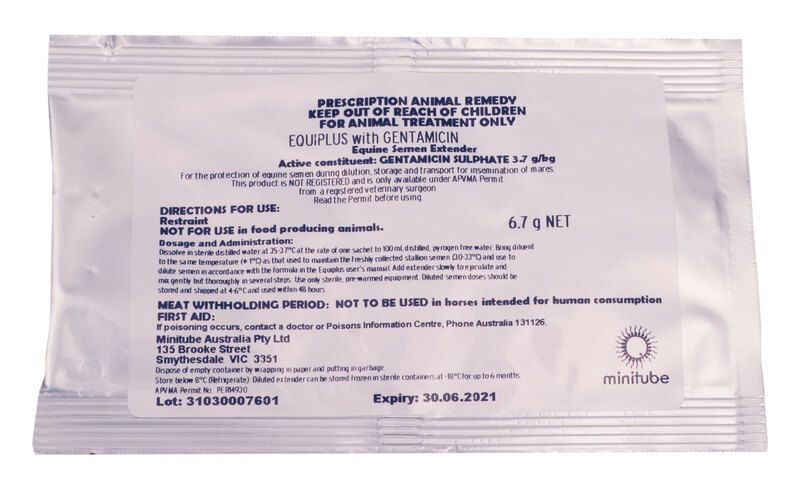 PRESCRIPTION ANIMAL REMEDY
KEEP OUT OF REACH OF CHILDREN
FOR ANIMAL TREATMENT ONLY
EQUIPLUS with GENTAMICIN
Equine Semen Extender
Active constituent: GENTAMICIN SULPHATE 3.7 g/kg
For the protection of equine semen during dilution, storage and transport for insemination of mares.
This product is NOT REGISTERED and is only available under APVMA Permit
from a registered veterinary surgeon
Read the Permit before using.
DIRECTIONS FOR USE:
Restraint
NOT FOR USE in food producing animals.
6.7 g NET
Dosage and Administration:
Dissolve in sterile distilled water at 35-37°C at the rate of one sachet to 100 mL distilled, pyrogen free water. Bring diluent
to the same temperature (+ 1°C) as that used to maintain the freshly collected stallion semen (30-33°C) and use to
dilute semen in accordance with the formula in the Equiplus user's manual. Add extender slowly to ejaculate and
mix gently but thoroughly in several steps. Use only sterile, pre-warmed equipment. Diluted semen doses should be
stored and shipped at 4-6°C and used within 48 hours.
MEAT WITHHOLDING PERIOD: NOT TO BE USED in horses intended for human consumption
FIRST AID:
If poisoning occurs, contact a doctor or Poisons Information Centre, Phone Australia 131126.
Minitube Australia Pty Ltd
135 Brooke Street
Smythesdale VIC 3351
Dispose of empty container by wrapping in paper and putting in garbage
Store below 8°C (Refrigerate) Diluted extender can be stored frozen in sterile containers at -18°C for up to 6 months.
APVMA Permit No. PER14930
Lot: 31030007601
Expiry: 30.06.2021
minitube